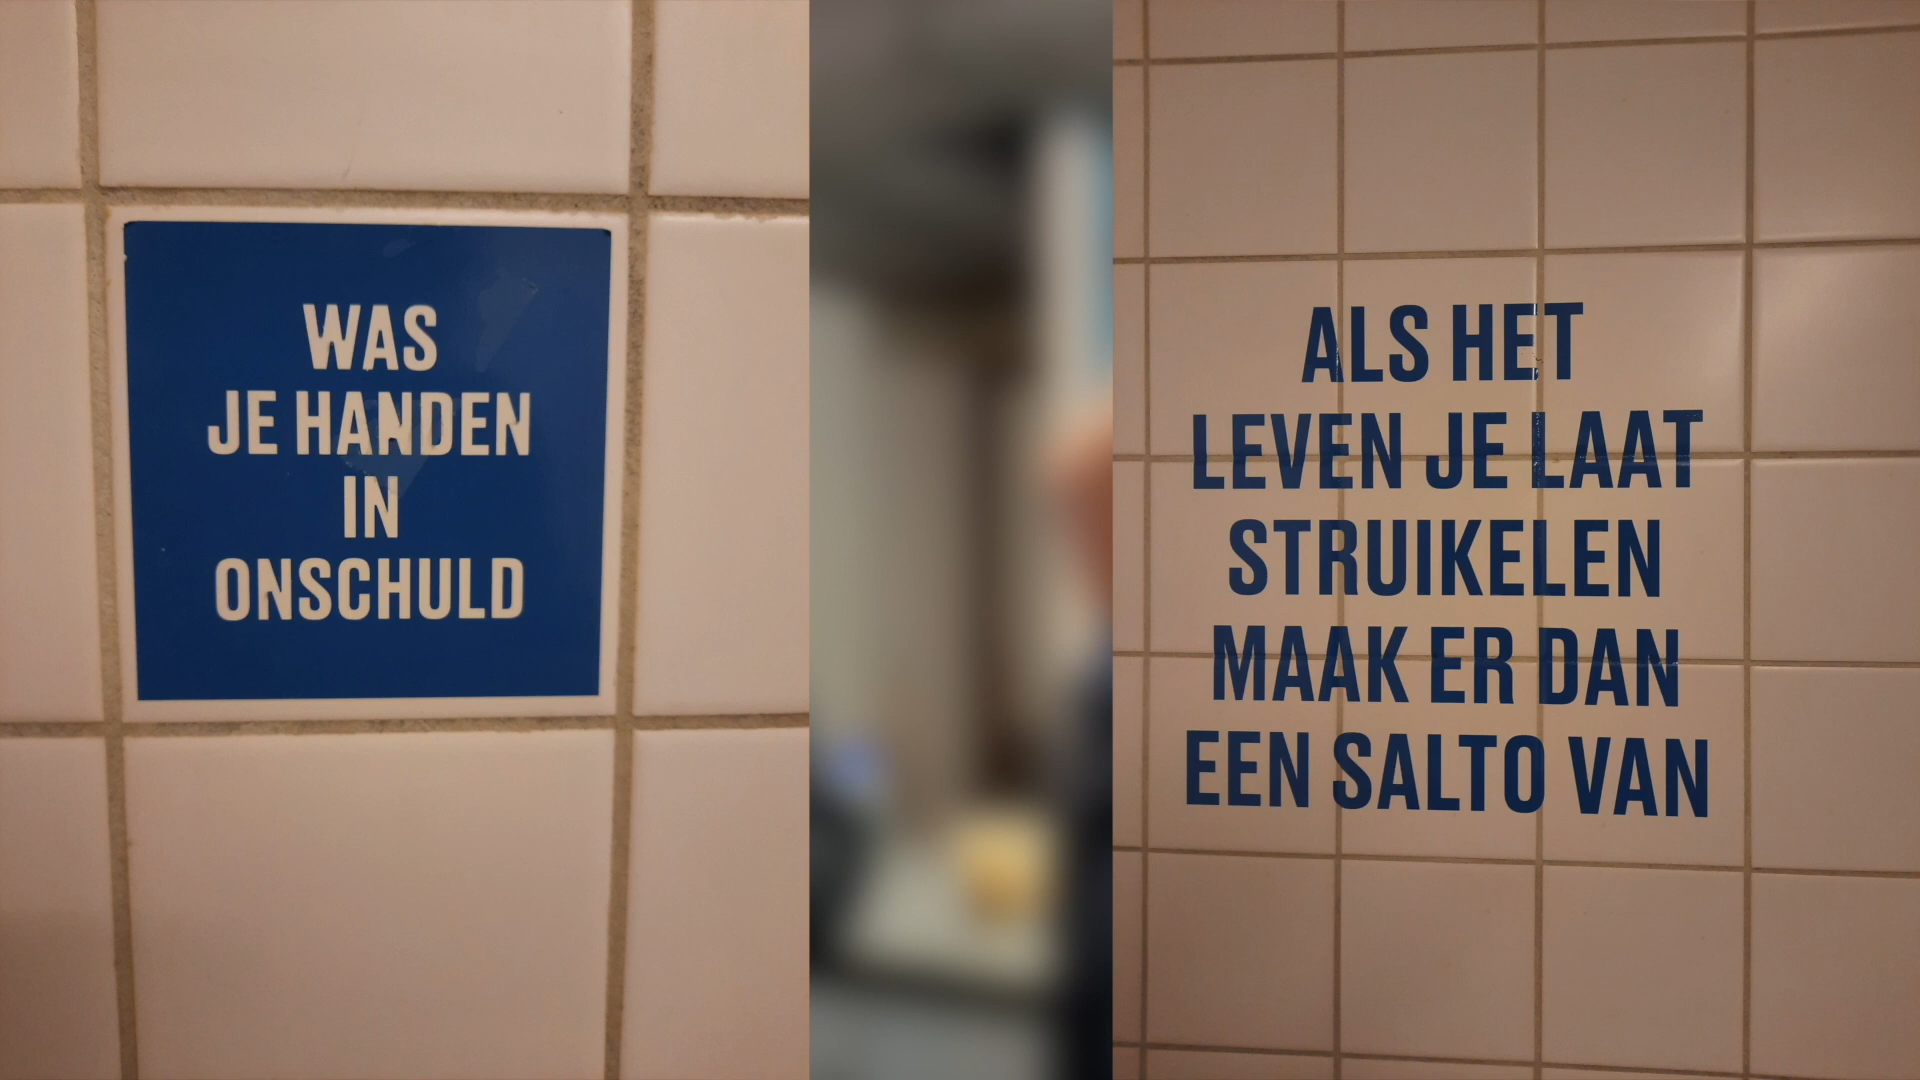 WAS
JE HANDEN
IN
ONSCHULD
ALS HET
LEVEN JE LAAT
STRUIKELEN
MAAK ER DAN
EEN SALTO VAN